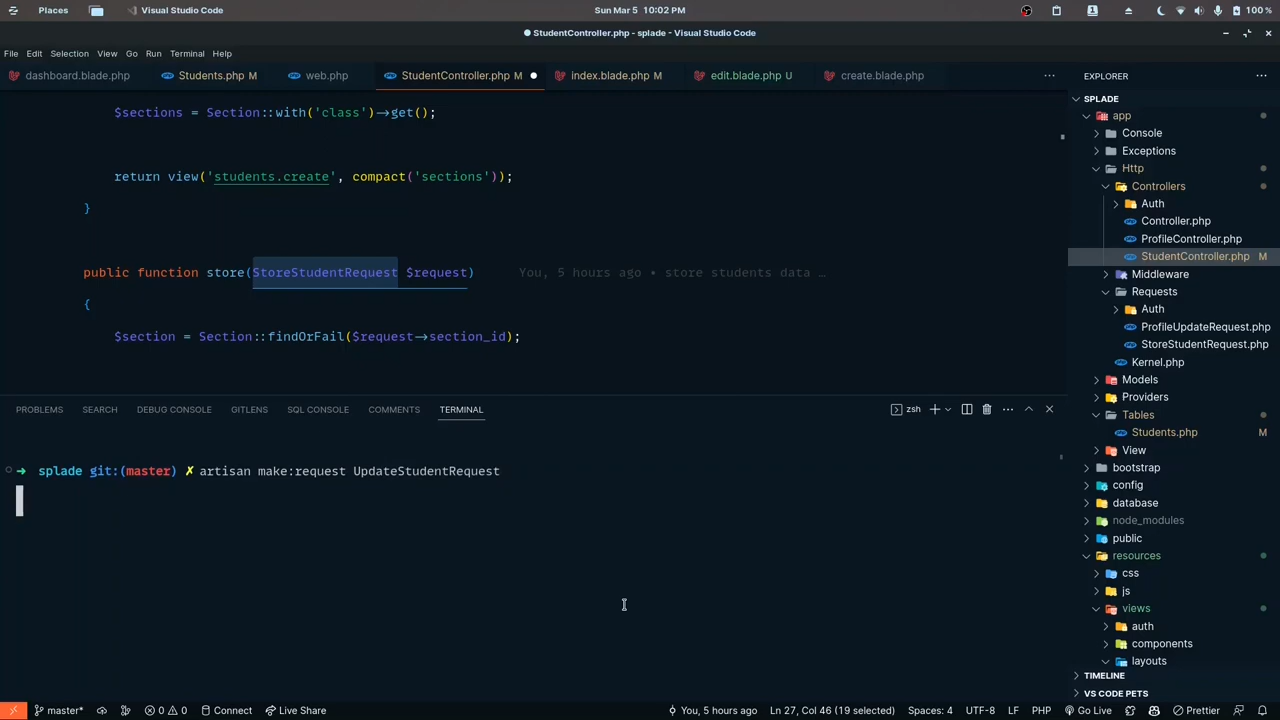 Places
Visual Studio Code
Sun Mar 5 10:02 PM
100 %
StudentController.php - splade - Visual Studio Code
File Edit Selection View Go Run Terminal Help
dashboard.blade.php
Students.php M
web.php
StudentController.php M
index.blade.php M
edit.blade.php U
create.blade.php
$sections = Section::with('class')→get();
return view('students.create', compact('sections'));
}
public function store(StoreStudentRequest $request)
You, 5 hours ago • store students data …
{
$section = Section::findOrFail($request→section_id);
PROBLEMS SEARCH DEBUG CONSOLE GITLENS SQL CONSOLE COMMENTS TERMINAL
zsh
➜ splade git:(master) ✗ artisan make:request UpdateStudentRequest
EXPLORER
SPLADE
app
Console
Exceptions
Http
Controllers
Auth
Controller.php
ProfileController.php
StudentController.php M
Middleware
Requests
Auth
ProfileUpdateRequest.php
StoreStudentRequest.php
Kernel.php
Models
Providers
Tables
Students.php M
View
bootstrap
config
database
node_modules
public
resources
css
js
views
auth
components
layouts
TIMELINE
VS CODE PETS
master*
0 0
Connect
Live Share
You, 5 hours ago
Ln 27, Col 46 (19 selected)
Spaces: 4
UTF-8
LF
PHP
Go Live
Prettier